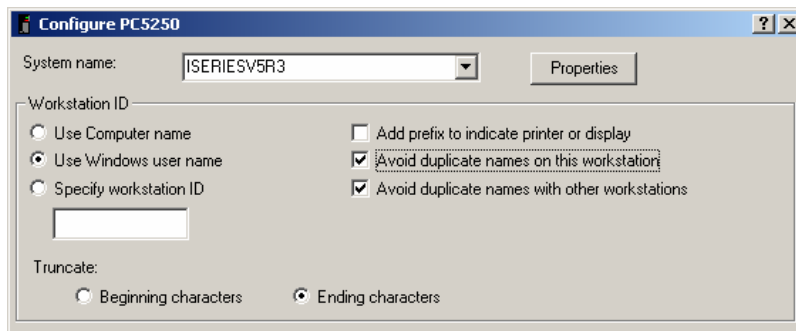 Configure PC5250
System name: ISERIESV5R3 Properties
Workstation ID
Use Computer name Add prefix to indicate printer or display
Use Windows user name Avoid duplicate names on this workstation
Specify workstation ID Avoid duplicate names with other workstations
Truncate:
Beginning characters Ending characters